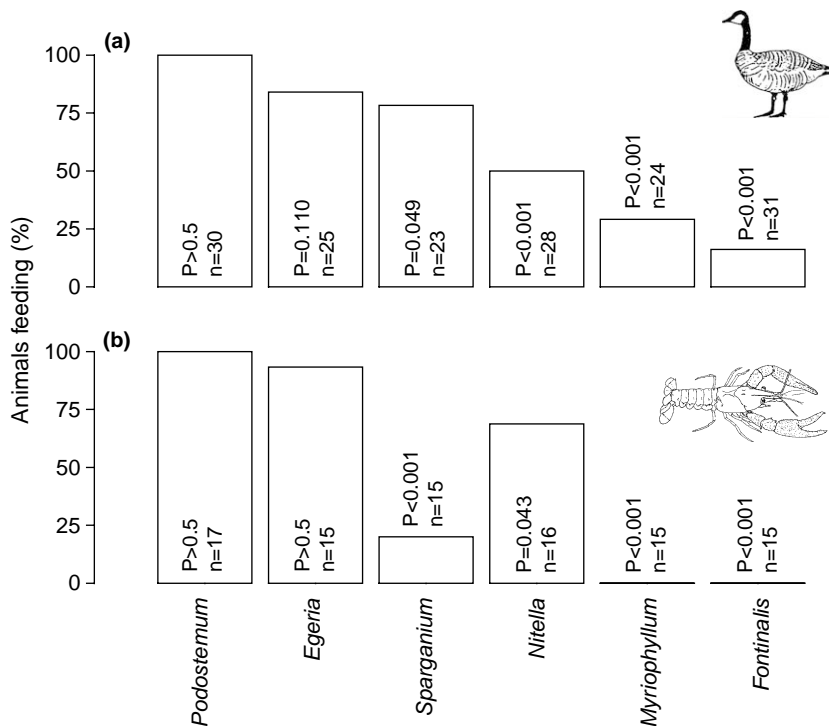 Animals feeding (%)
(a)
100
75
50
25
0
P>0.5
n=30
P=0.110
n=25
P=0.049
n=23
P<0.001
n=28
P<0.001
n=24
P<0.001
n=31
(b)
100
75
50
25
0
P>0.5
n=17
P>0.5
n=15
P<0.001
n=15
P=0.043
n=16
P<0.001
n=15
P<0.001
n=15
Podostemum
Egeria
Sparganium
Nitella
Myriophyllum
Fontinalis